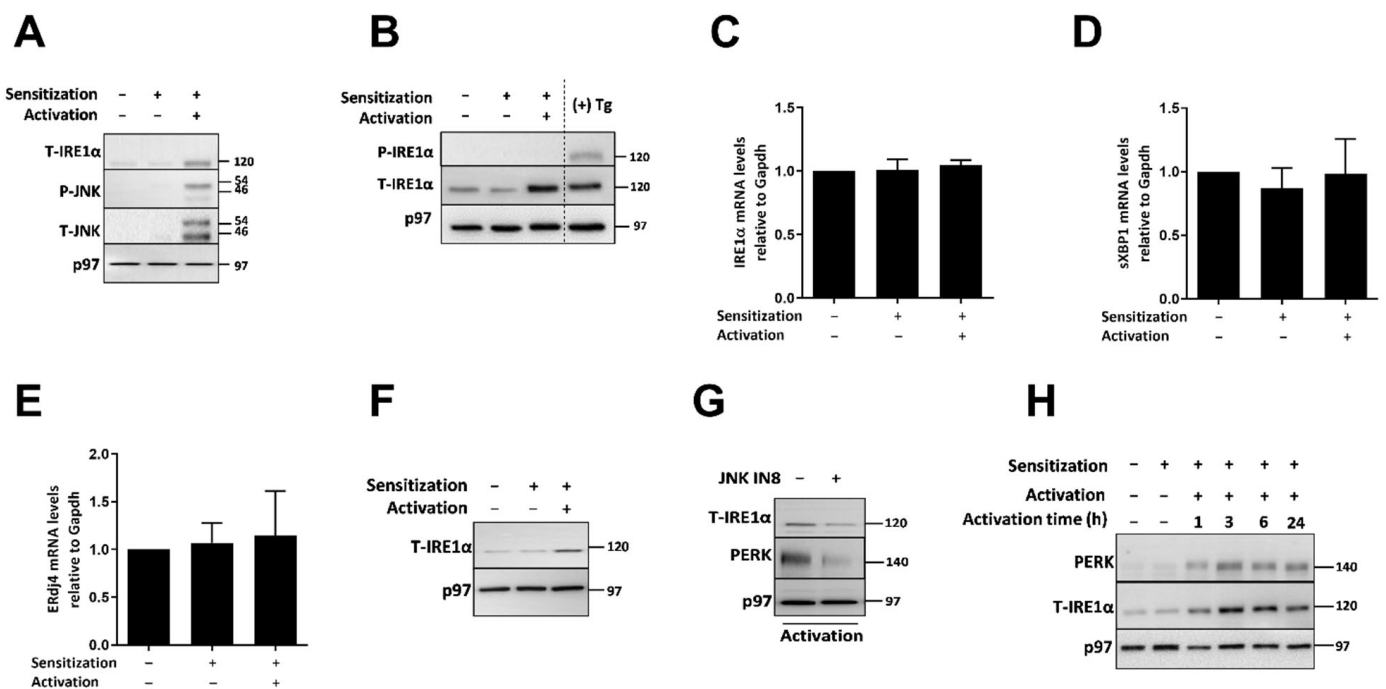 A
Sensitization – + +
Activation – – +
T-IRE1α 120
P-JNK 54 46
T-JNK 54 46
p97 97
B
Sensitization – + + (+) Tg
Activation – – +
P-IRE1α 120
T-IRE1α 120
p97 97
C
IRE1α mRNA levels
relative to Gapdh
1.5
1.0
0.5
0.0
Sensitization – + +
Activation – – +
D
sXBP1 mRNA levels
relative to Gapdh
1.5
1.0
0.5
0.0
Sensitization – + +
Activation – – +
E
ERdj4 mRNA levels
relative to Gapdh
2.0
1.5
1.0
0.5
0.0
Sensitization – + +
Activation – – +
F
Sensitization – + +
Activation – – +
T-IRE1α 120
p97 97
G
JNK IN8 – +
T-IRE1α 120
PERK 140
p97 97
Activation
H
Sensitization – + + + + +
Activation – – + + + +
Activation time (h) – – 1 3 6 24
PERK 140
T-IRE1α 120
p97 97